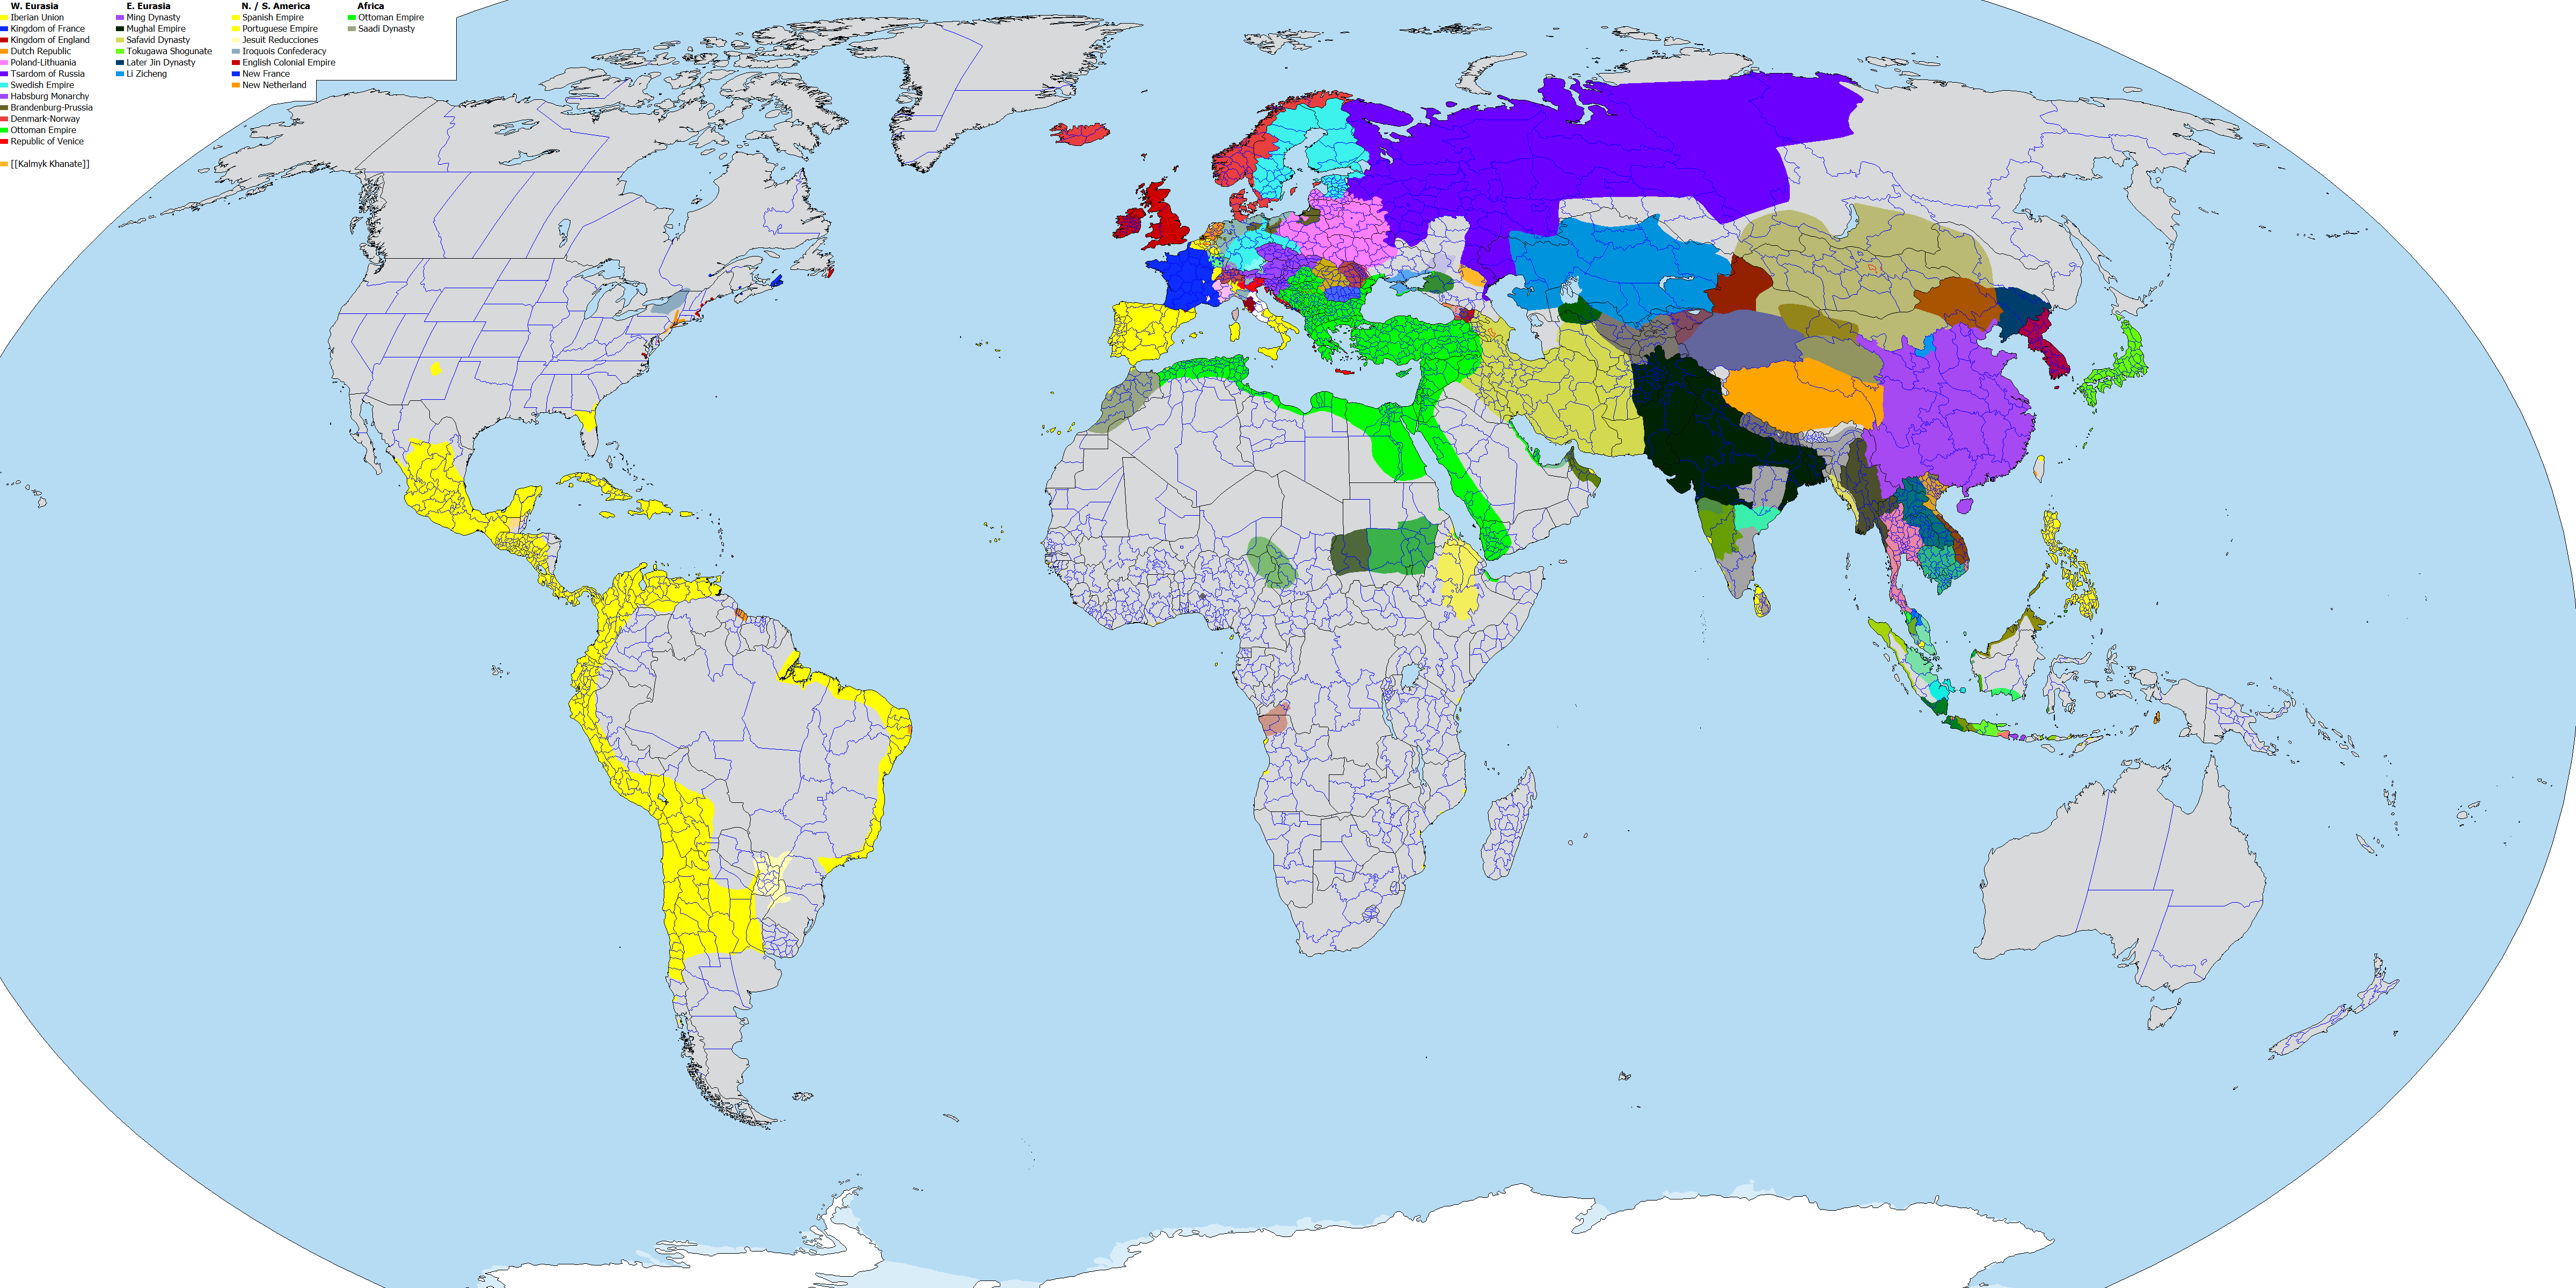 W. Eurasia
Iberian Union
Kingdom of France
Kingdom of England
Dutch Republic
Poland-Lithuania
Tsardom of Russia
Swedish Empire
Habsburg Monarchy
Brandenburg-Prussia
Denmark-Norway
Ottoman Empire
Republic of Venice
[[Kalmyk Khanate]]
E. Eurasia
Ming Dynasty
Mughal Empire
Safavid Dynasty
Tokugawa Shogunate
Later Jin Dynasty
Li Zicheng
N. / S. America
Spanish Empire
Portuguese Empire
Jesuit Reducciones
Iroquois Confederacy
English Colonial Empire
New France
New Netherland
Africa
Ottoman Empire
Saadi Dynasty